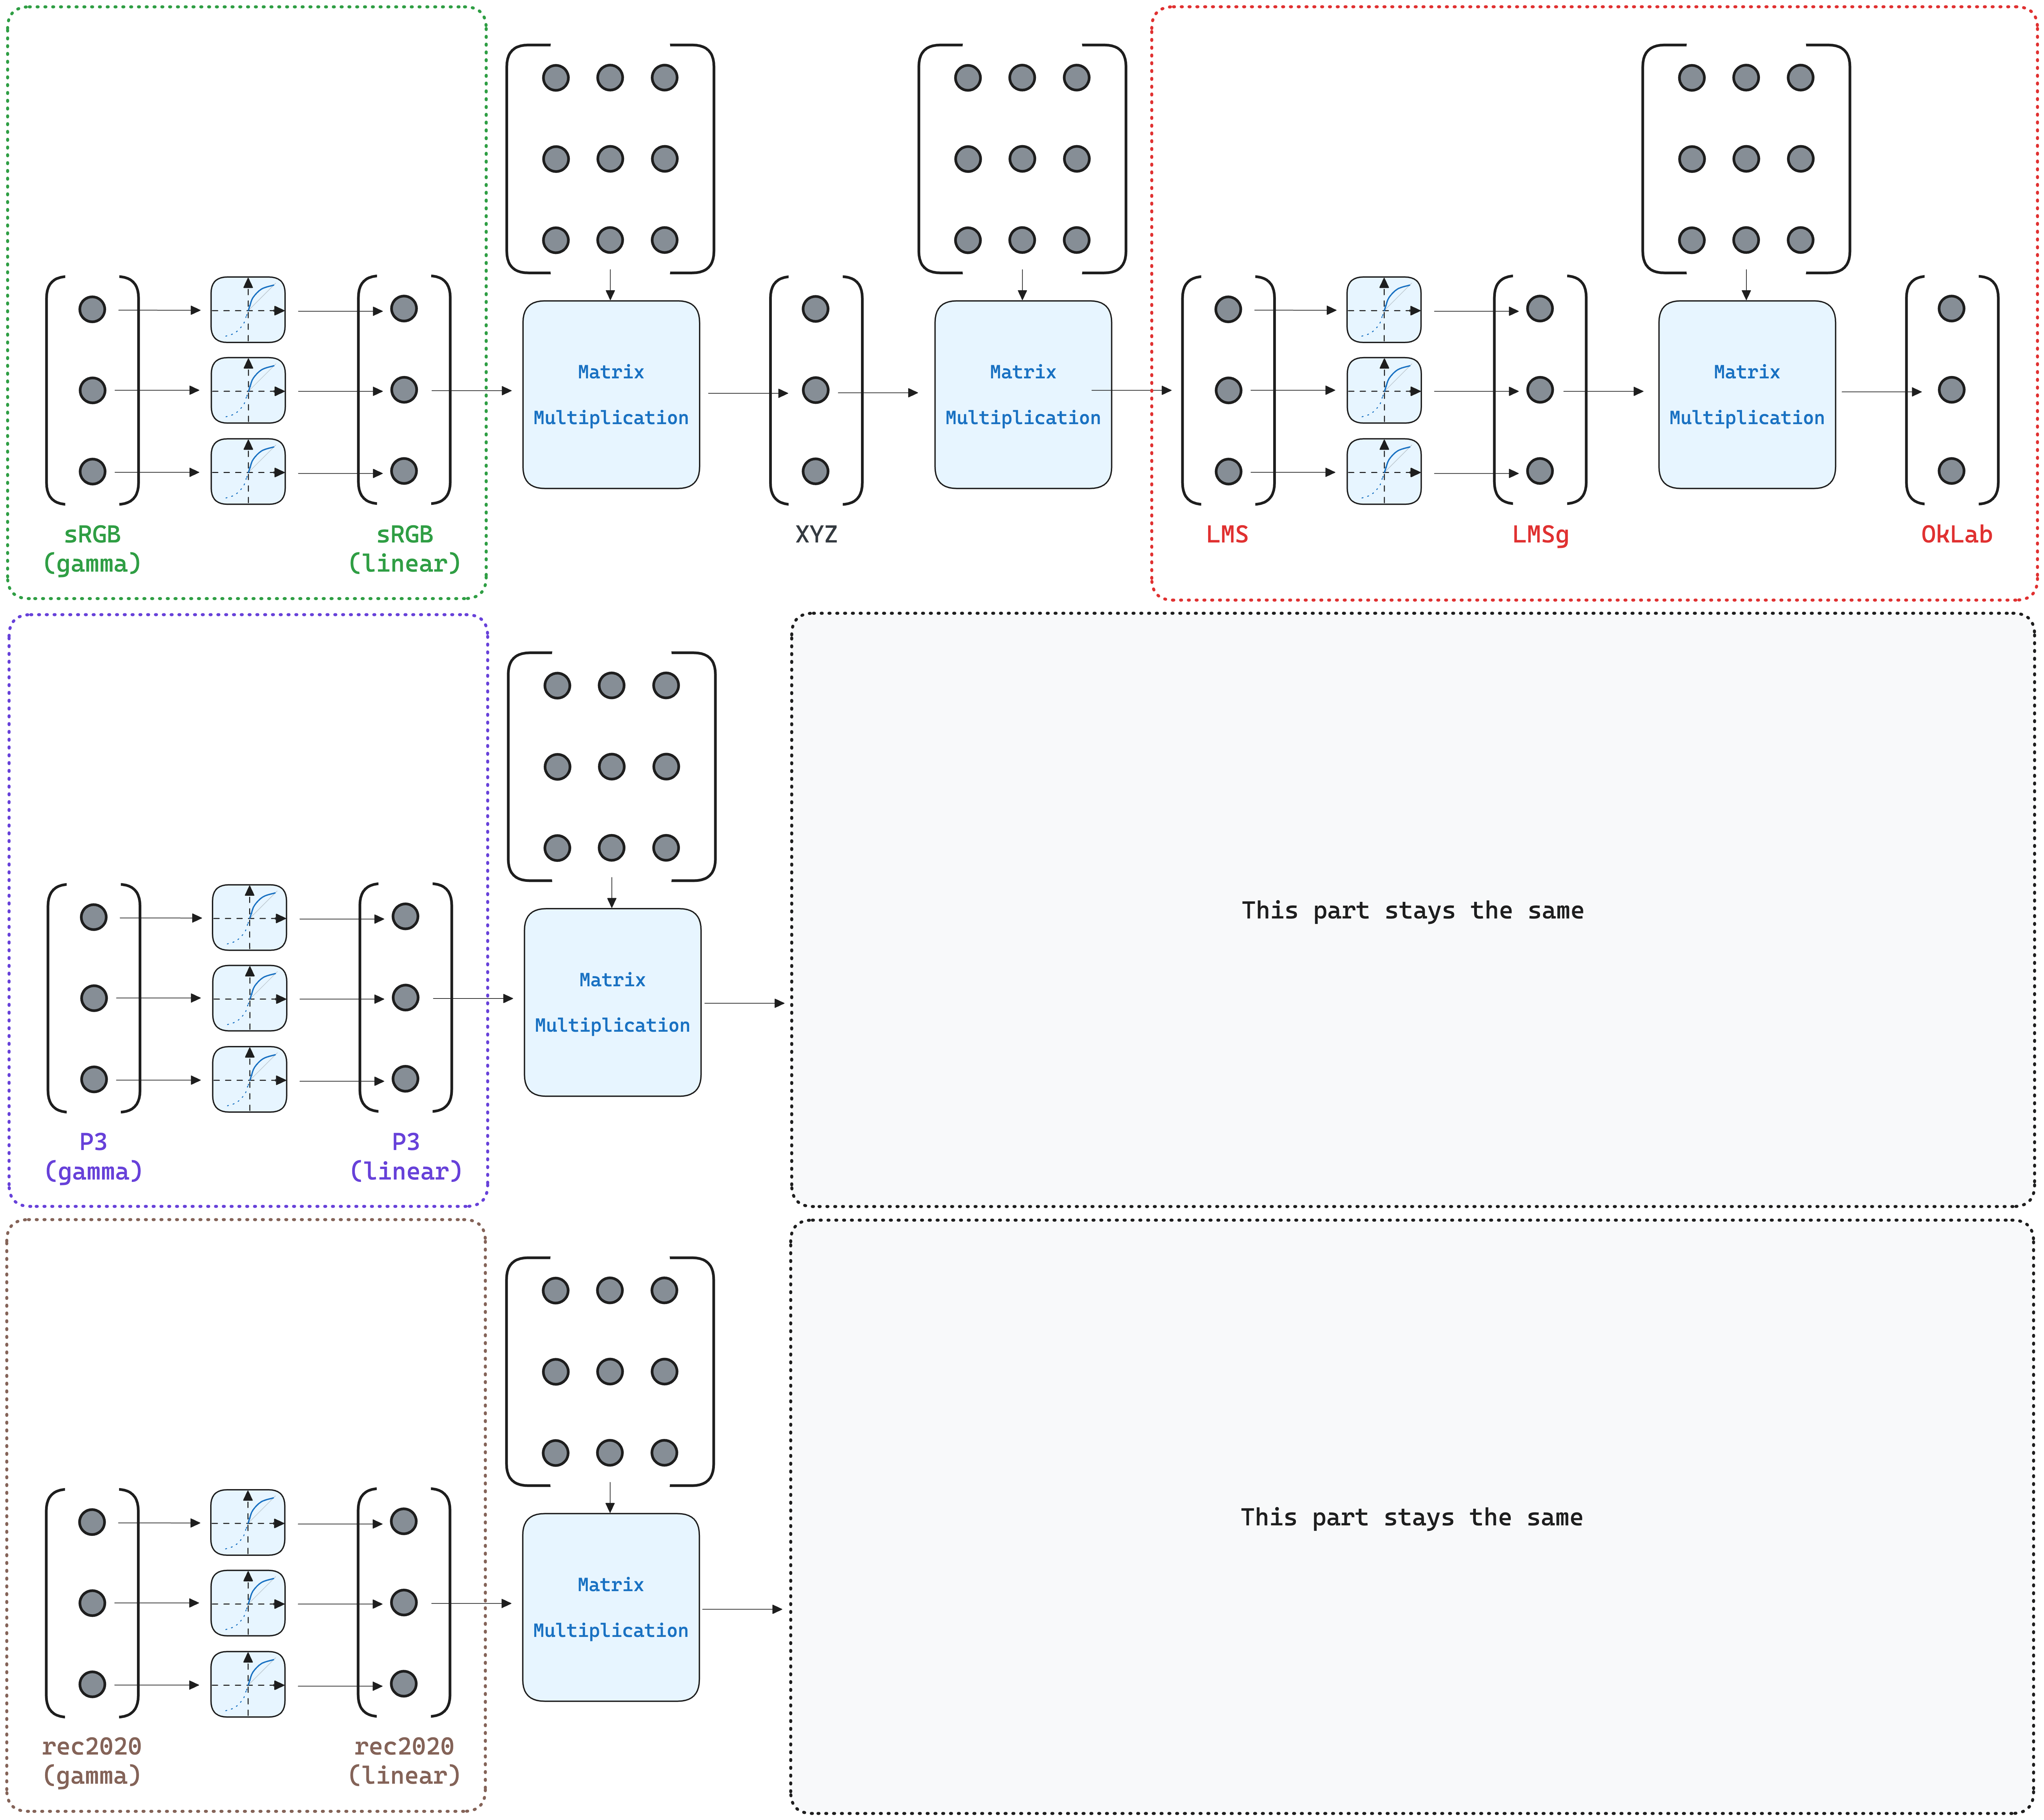 Matrix
Multiplication
Matrix
Multiplication
Matrix
Multiplication
sRGB
(gamma)
sRGB
(linear)
XYZ
LMS
LMSg
OkLab
Matrix
Multiplication
This part stays the same
P3
(gamma)
P3
(linear)
Matrix
Multiplication
This part stays the same
rec2020
(gamma)
rec2020
(linear)